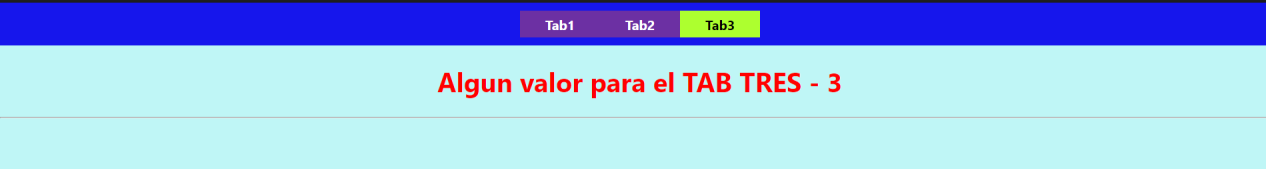 Tab1 Tab2 Tab3
Algun valor para el TAB TRES - 3